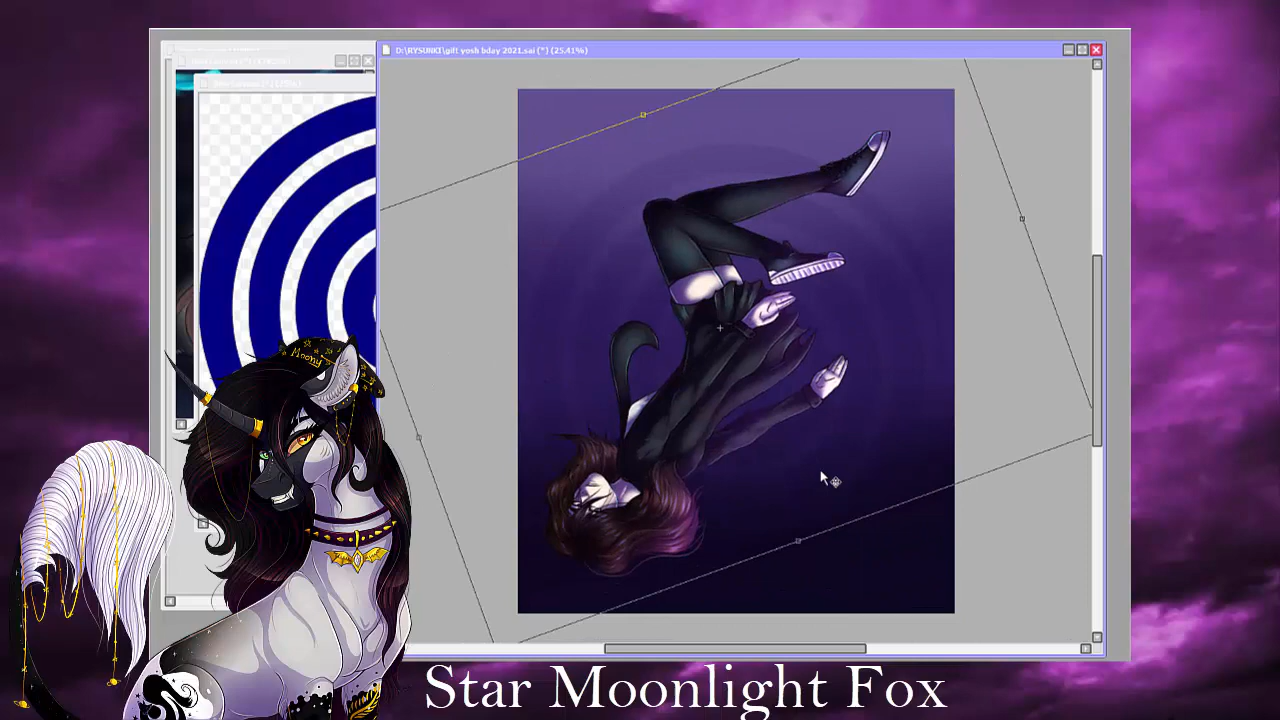 D:\RYSUNKI\gift yosh bday 2021.sai (*) (25,41%)
Moony
Star Moonlight Fox